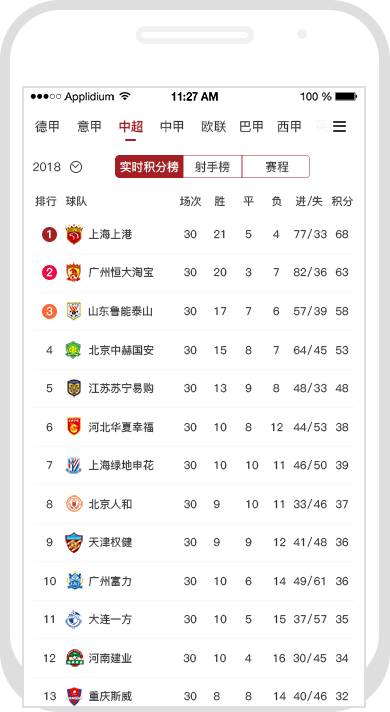 Applidium 11:27 AM 100 %
德甲 意甲 中超 中甲 欧联 巴甲 西甲
2018 实时积分榜 射手榜 赛程
排行 球队 场次 胜 平 负 进/失 积分
1 上海上港 30 21 5 4 77/33 68
2 广州恒大淘宝 30 20 3 7 82/36 63
3 山东鲁能泰山 30 17 7 6 57/39 58
4 北京中赫国安 30 15 8 7 64/45 53
5 江苏苏宁易购 30 13 9 8 48/33 48
6 河北华夏幸福 30 10 8 12 44/53 38
7 上海绿地申花 30 10 10 11 46/50 39
8 北京人和 30 9 10 11 33/46 37
9 天津权健 30 9 9 12 41/48 36
10 广州富力 30 10 6 14 49/61 36
11 大连一方 30 10 5 15 37/57 35
12 河南建业 30 10 4 16 30/45 34
13 重庆斯威 30 8 8 14 40/46 32